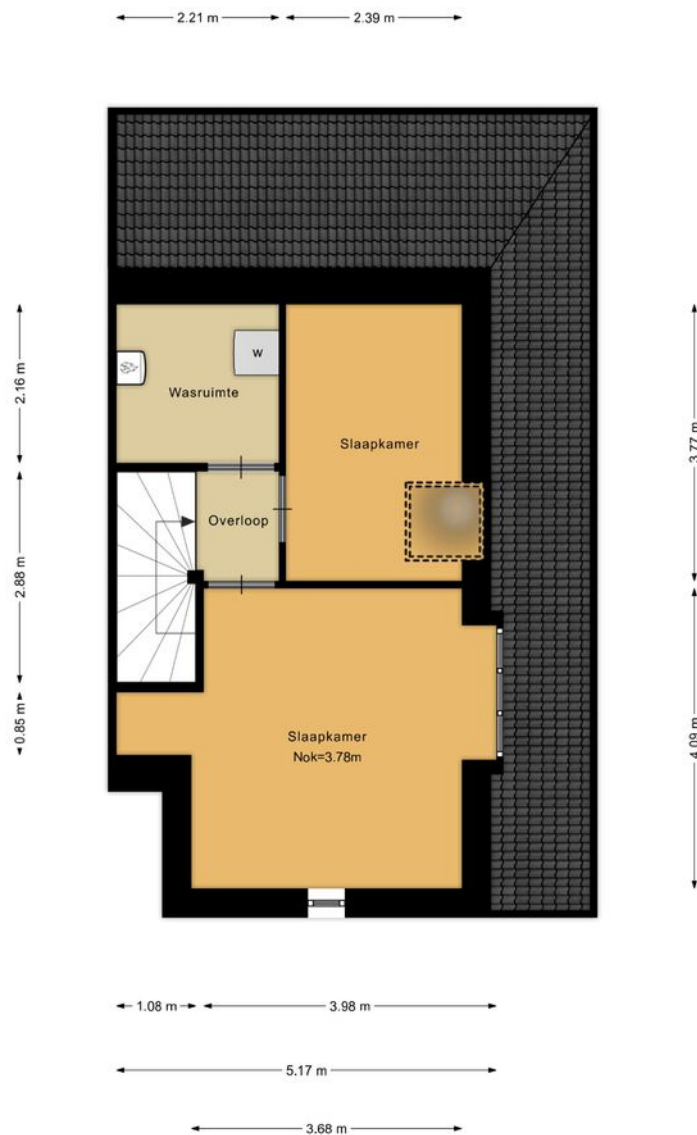 2.21 m
2.39 m
2.16 m
3.77 m
W
Wasruimte
Slaapkamer
Overloop
2.88 m
0.85 m
4.09 m
Slaapkamer
Nok=3.78m
1.08 m
3.98 m
5.17 m
3.68 m